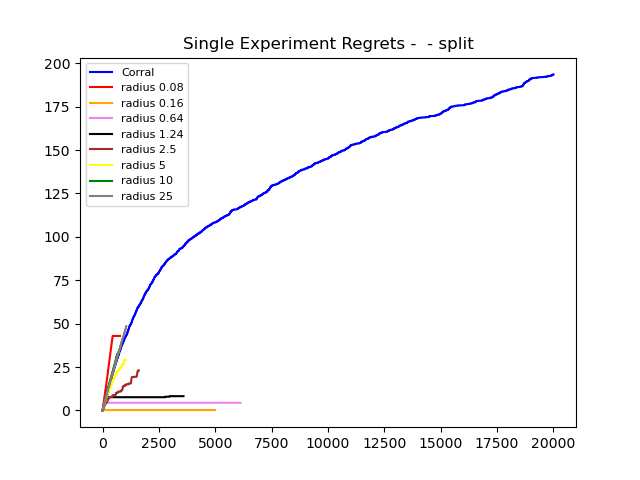 Single Experiment Regrets -  - split
200
175
150
125
100
75
50
25
0
Corral
radius 0.08
radius 0.16
radius 0.64
radius 1.24
radius 2.5
radius 5
radius 10
radius 25
0 2500 5000 7500 10000 12500 15000 17500 20000